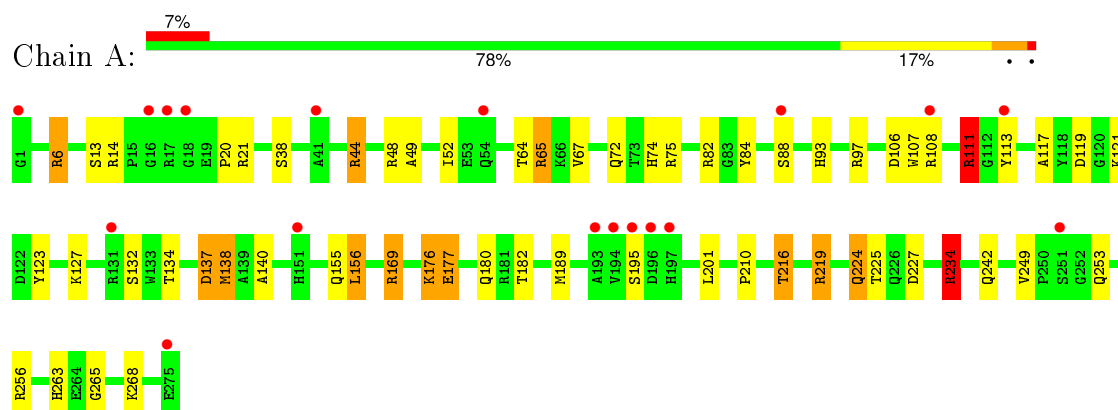 7%
Chain A:
78% 17% • •
G1 R6 S13 R14 P15 G16 R17 G18 E19 P20 R21 S38 A41 R44 R48 A49 I52 E53 Q54 T64 R65 K66 V67 Q72 T73 H74 R75 R82 G83 Y84 S88 H93 R97 D106 W107 R108 R111 G112 Y113 A117 Y118 D119 G120 K121
D122 Y123 K127 R131 S132 W133 T134 D137 M138 A139 A140 H151 Q155 L156 R169 K176 E177 Q180 R181 T182 M189 A193 V194 S195 D196 H197 L201 P210 T216 R219 Q224 T225 Q226 D227 R234 Q242 V249 P250 S251 G252 Q253
R256 H263 E264 G265 K268 E275